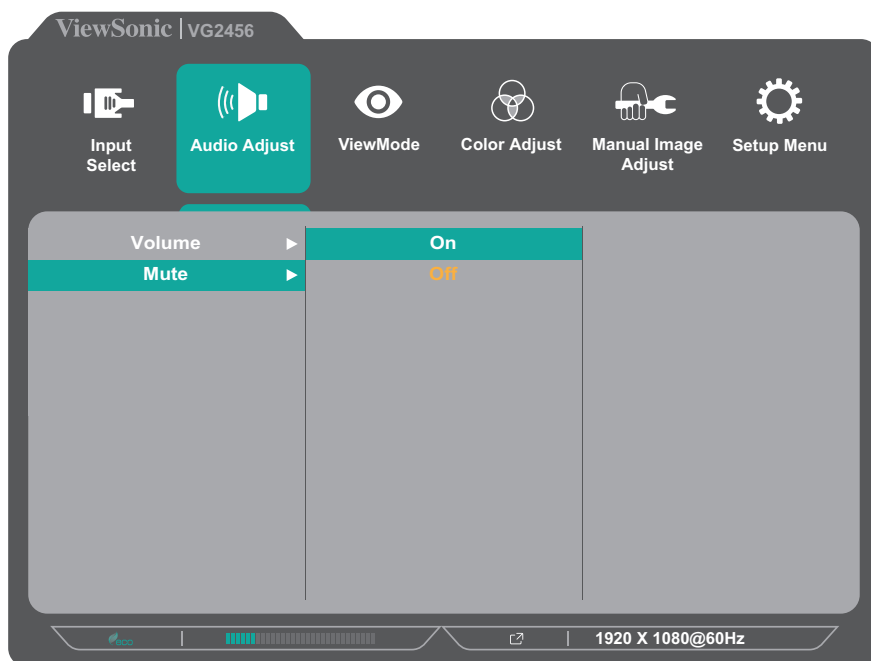 ViewSonic | VG2456
Input Select
Audio Adjust
ViewMode
Color Adjust
Manual Image Adjust
Setup Menu
Volume
On
Mute
Off
eco
1920 X 1080@60Hz